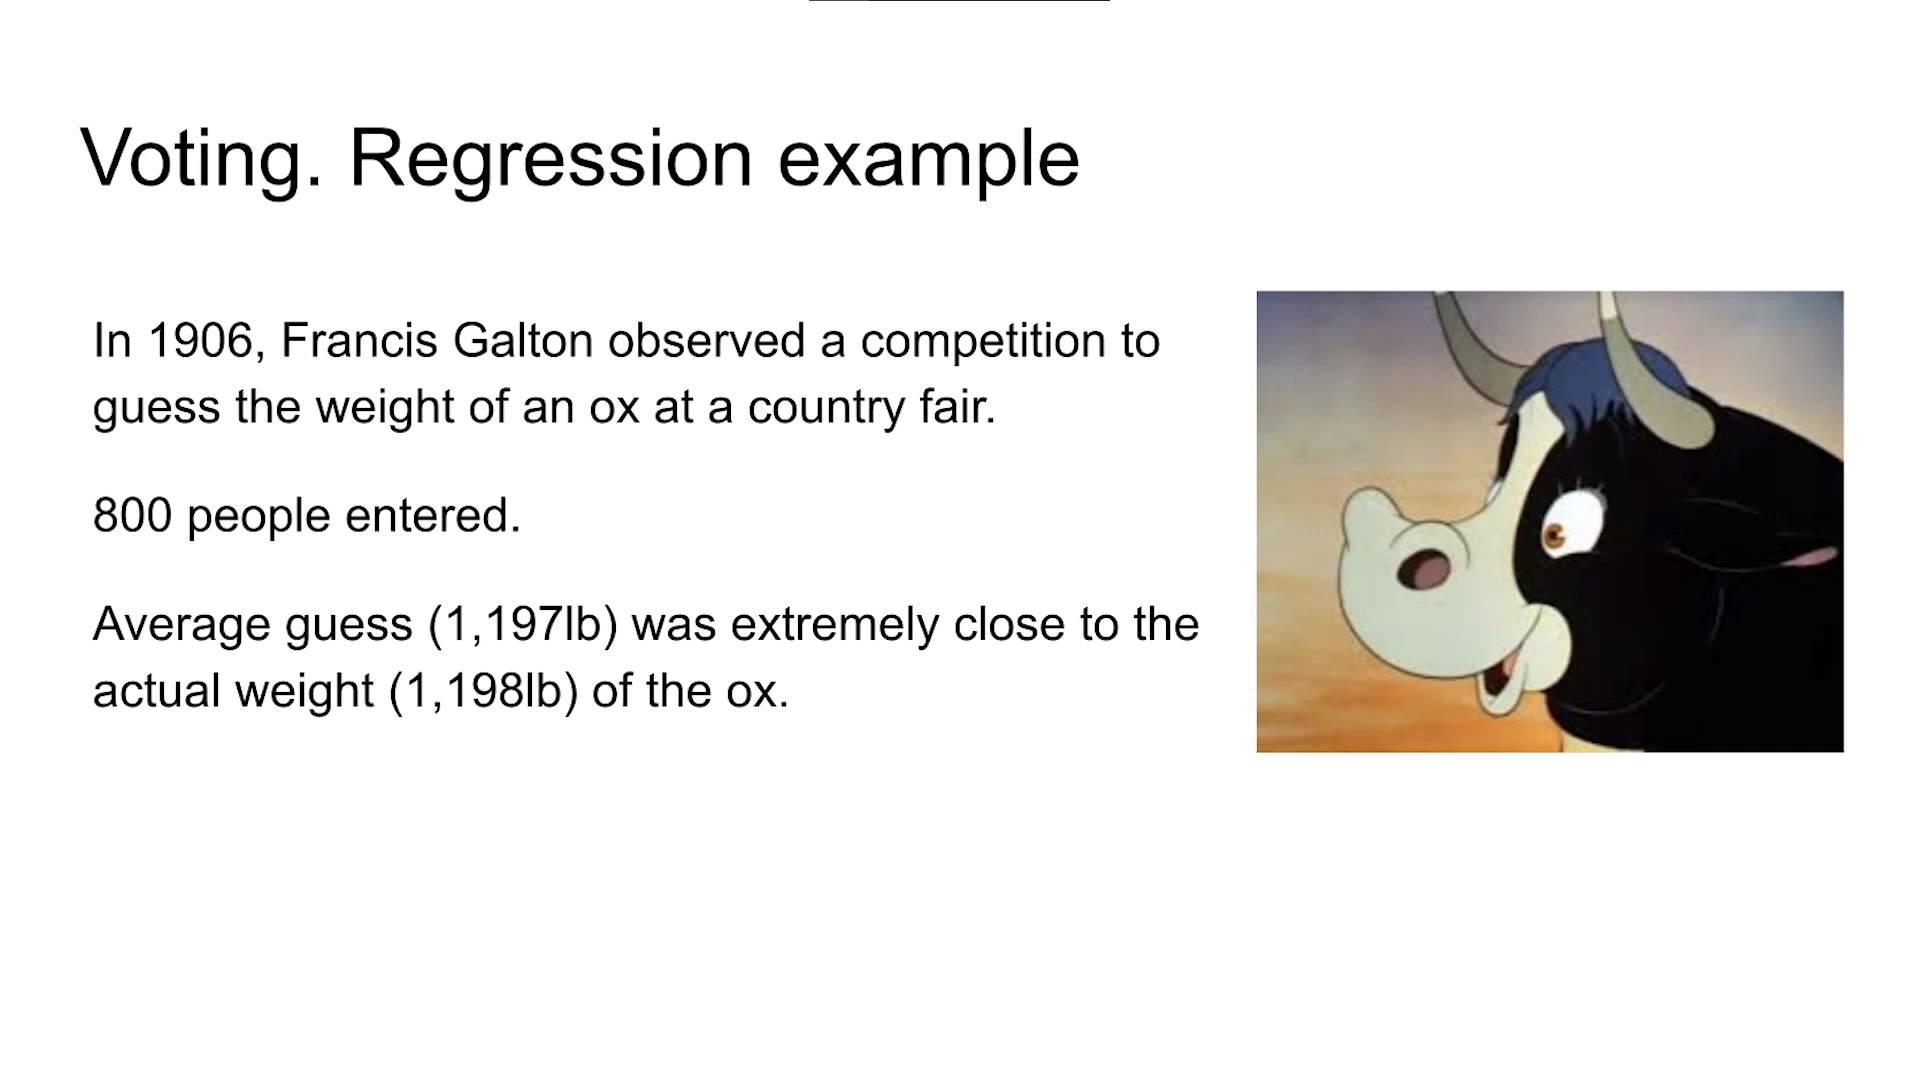 Voting. Regression example
In 1906, Francis Galton observed a competition to
guess the weight of an ox at a country fair.
800 people entered.
Average guess (1,197lb) was extremely close to the
actual weight (1,198lb) of the ox.